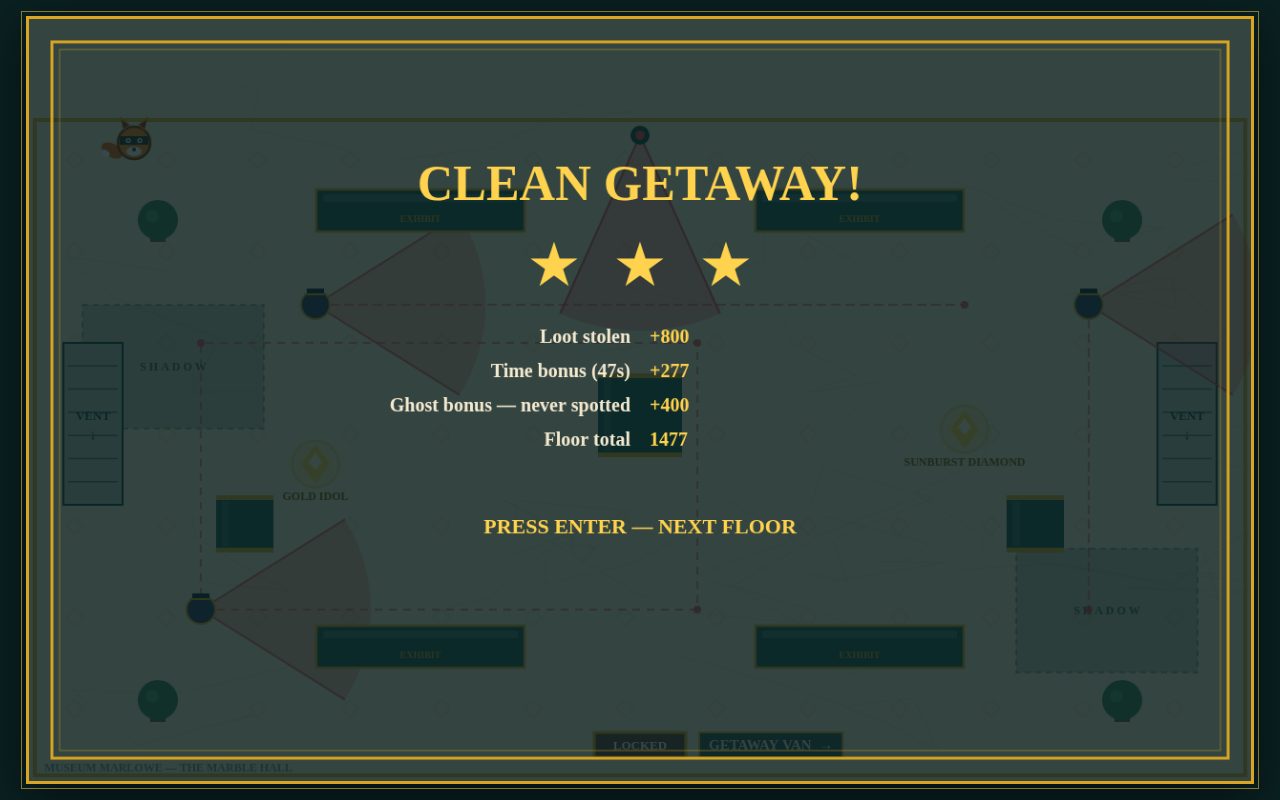 CLEAN GETAWAY!
EXHIBIT
EXHIBIT
Loot stolen +800
Time bonus (47s) +277
Ghost bonus — never spotted +400
Floor total 1477
SHADOW
VENT
↓
VENT
↓
SUNBURST DIAMOND
GOLD IDOL
PRESS ENTER — NEXT FLOOR
SHADOW
EXHIBIT
EXHIBIT
LOCKED
GETAWAY VAN →
MUSEUM MARLOWE — THE MARBLE HALL